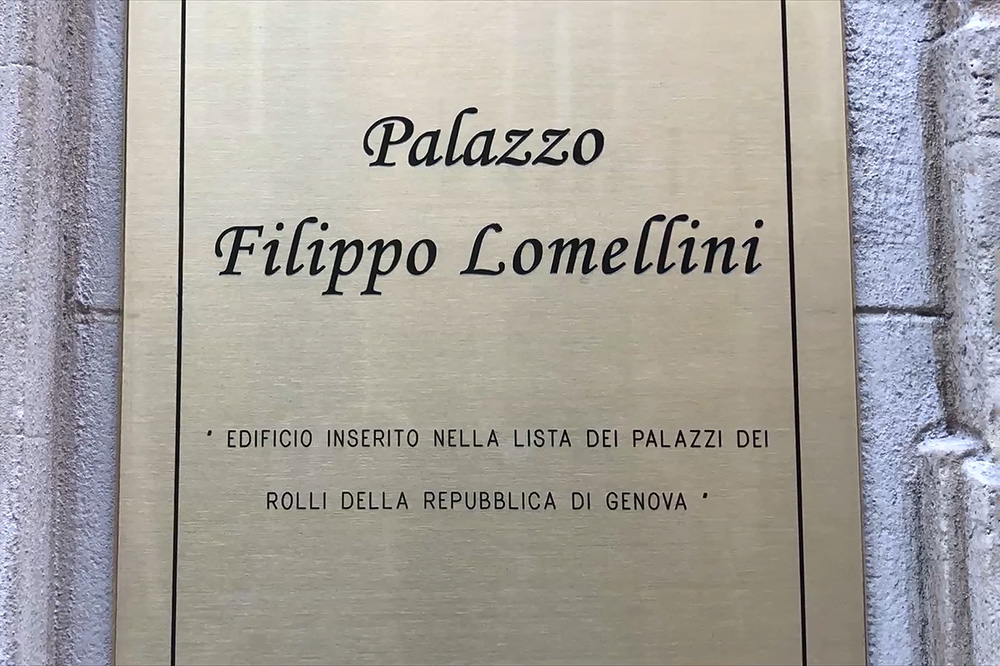 Palazzo
Filippo Lomellini
" EDIFICIO INSERITO NELLA LISTA DEI PALAZZI DEI
ROLLI DELLA REPUBBLICA DI GENOVA "